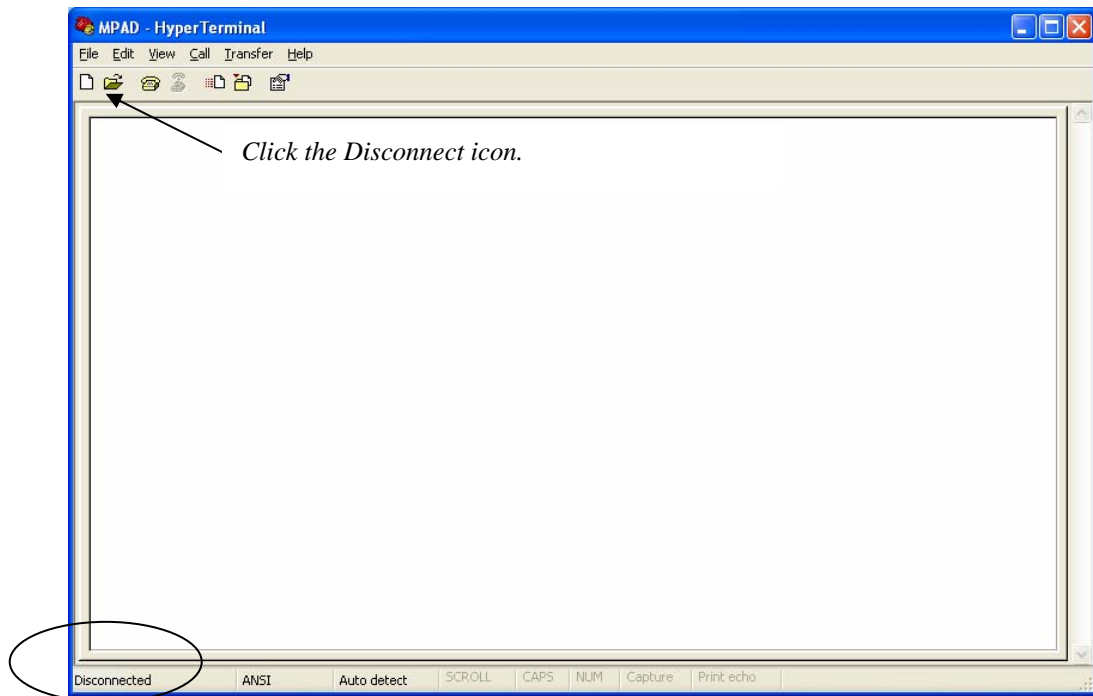 MPAD - HyperTerminal
File Edit View Call Transfer Help
Click the Disconnect icon.
Disconnected ANSI Auto detect SCROLL CAPS NUM Capture Print echo